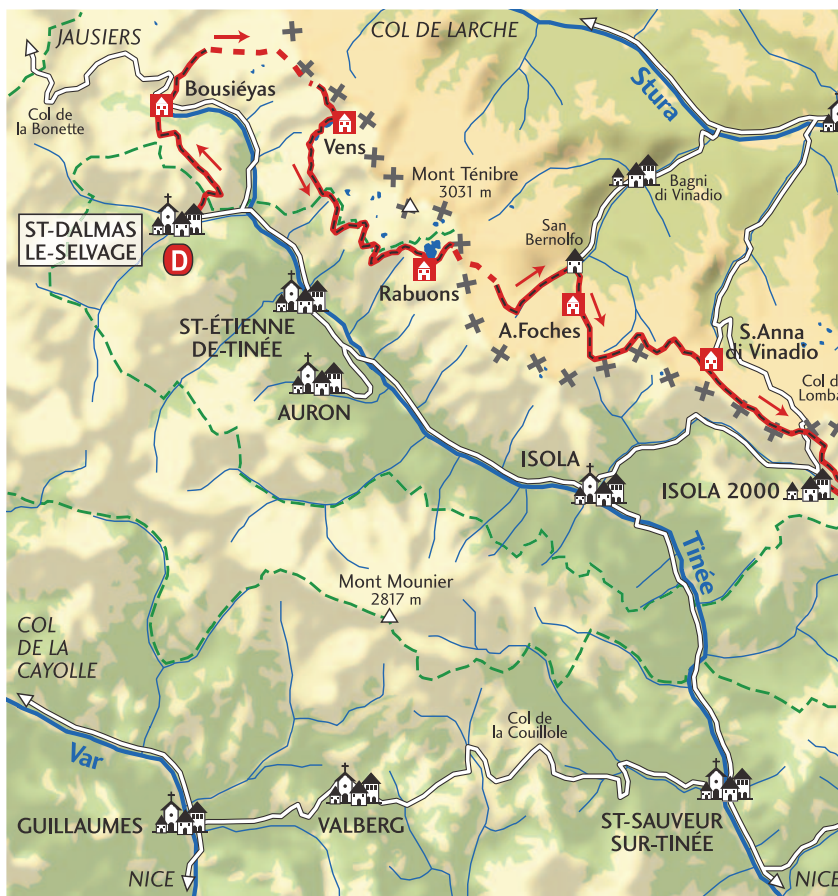 JAUSIERS
COL DE LARCHE
Stura
Col de
la Bonette
Bousiéyas
Vens
Mont Ténibre
3031 m
Bagni
di Vinadio
ST-DALMAS
LE-SELVAGE
D
San
Bernolfo
Rabuons
A.Foches
S.Anna
di Vinadio
ST-ÉTIENNE
DE-TINÉE
Col d
Lomba
AURON
ISOLA
ISOLA 2000
Tinée
Mont Mounier
2817 m
COL
DE LA
CAYOLLE
Var
Col de
la Couillole
GUILLAUMES
VALBERG
ST-SAUVEUR
SUR-TINÉE
NICE
NICE